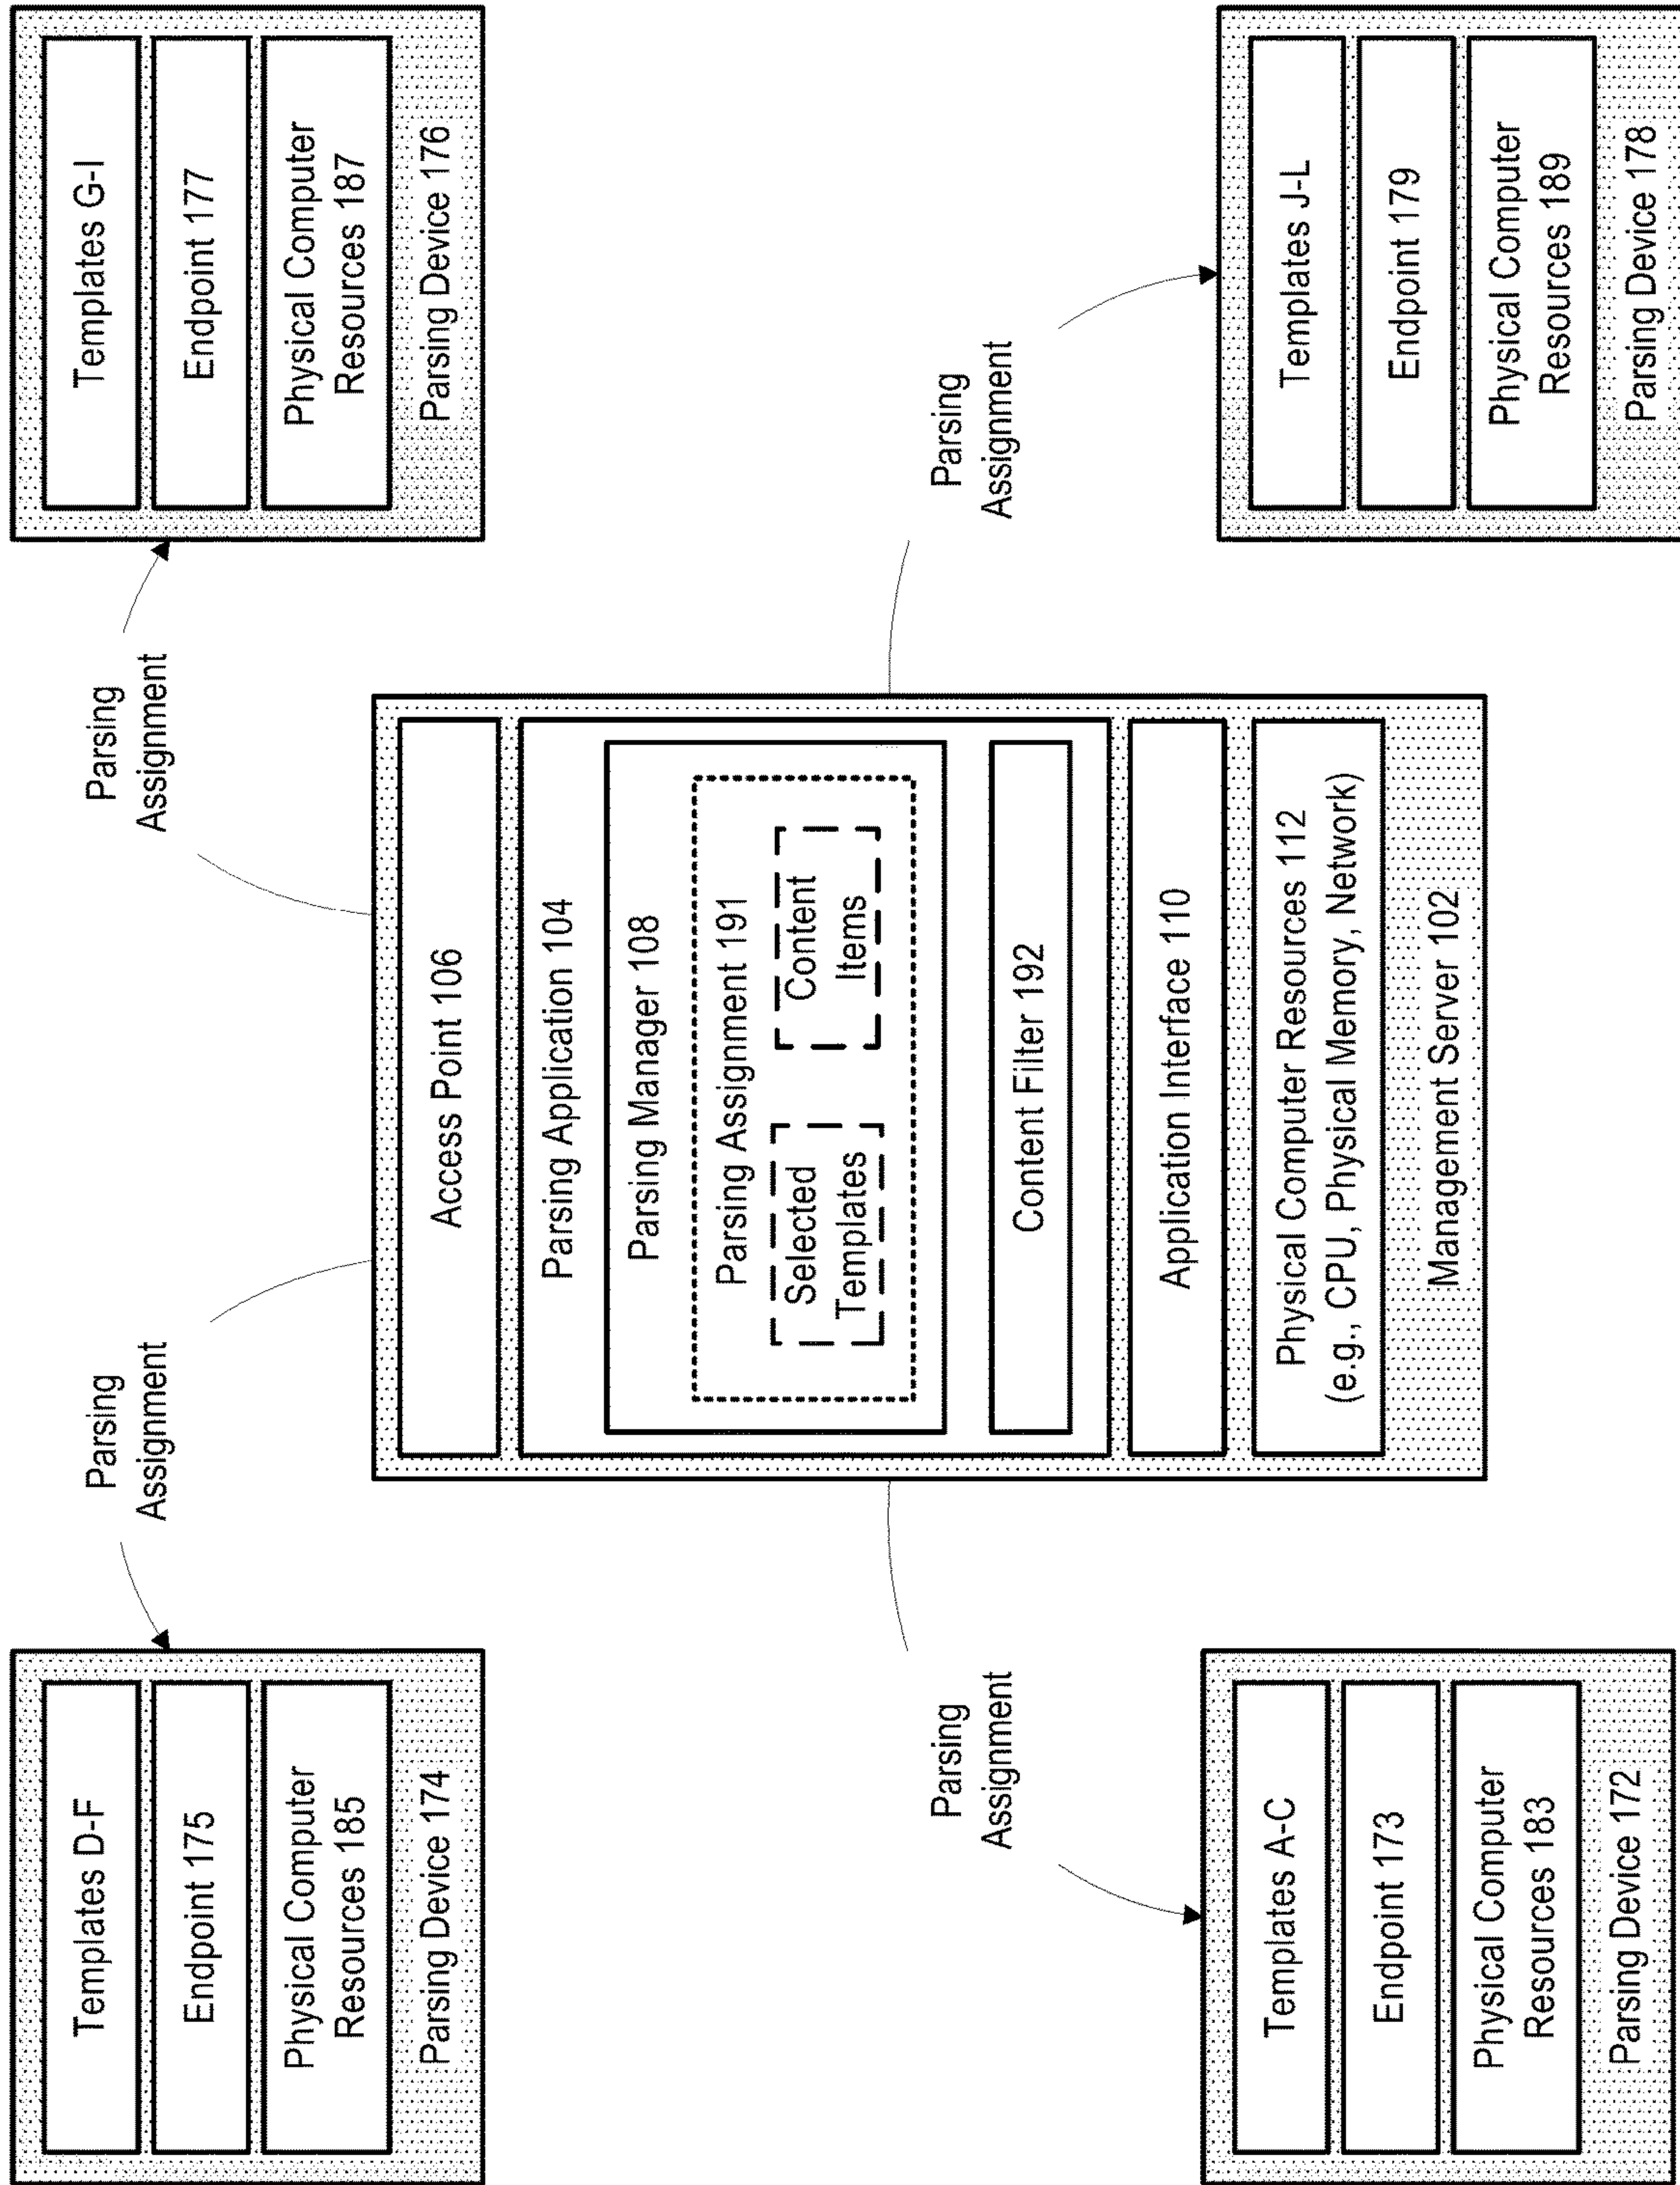 Templates D-F
Endpoint 175
Physical Computer
Resources 185
Parsing Device 174
Parsing
Assignment
Parsing
Assignment
Templates G-I
Endpoint 177
Physical Computer
Resources 187
Parsing Device 176
Access Point 106
Parsing Application 104
Parsing Manager 108
Parsing Assignment 191
Selected
Templates
Content
Items
Content Filter 192
Application Interface 110
Physical Computer Resources 112
(e.g., CPU, Physical Memory, Network)
Management Server 102
Parsing
Assignment
Parsing
Assignment
Templates A-C
Endpoint 173
Physical Computer
Resources 183
Parsing Device 172
Templates J-L
Endpoint 179
Physical Computer
Resources 189
Parsing Device 178